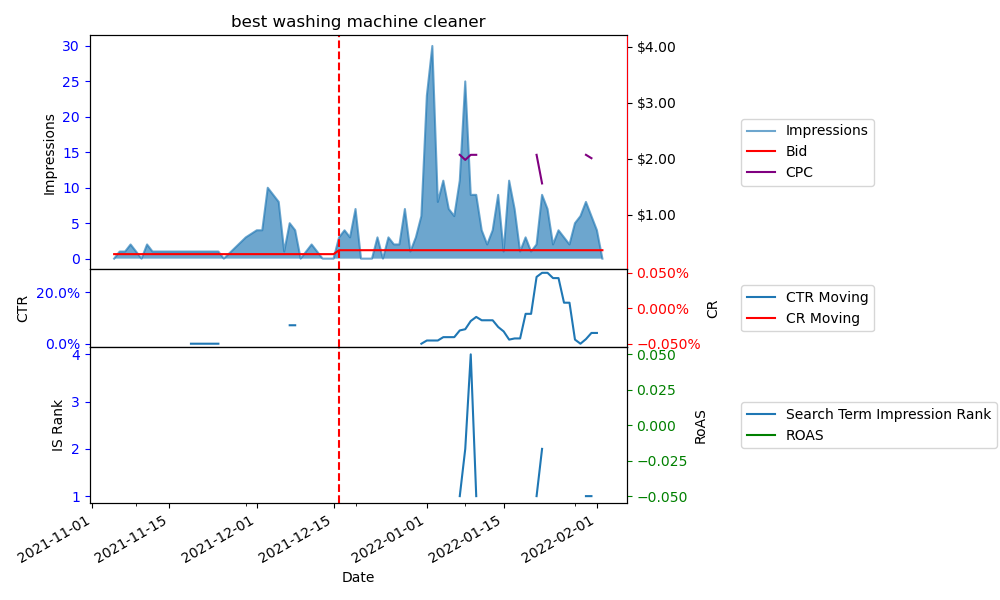 best washing machine cleaner
30
25
20
15
10
5
0
Impressions
$4.00
$3.00
$2.00
$1.00
Impressions
Bid
CPC
20.0%
0.0%
CTR
0.050%
0.000%
−0.050%
CR
CTR Moving
CR Moving
4
3
2
1
IS Rank
0.050
0.025
0.000
−0.025
−0.050
RoAS
Search Term Impression Rank
ROAS
2021-11-01
2021-11-15
2021-12-01
2021-12-15
2022-01-01
2022-01-15
2022-02-01
Date